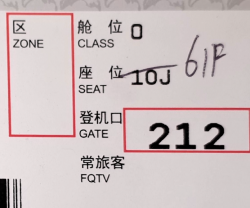 区 舱 位 O
ZONE CLASS
座 位 10J 61F
SEAT
登机口 212
GATE
常旅客
FQTV